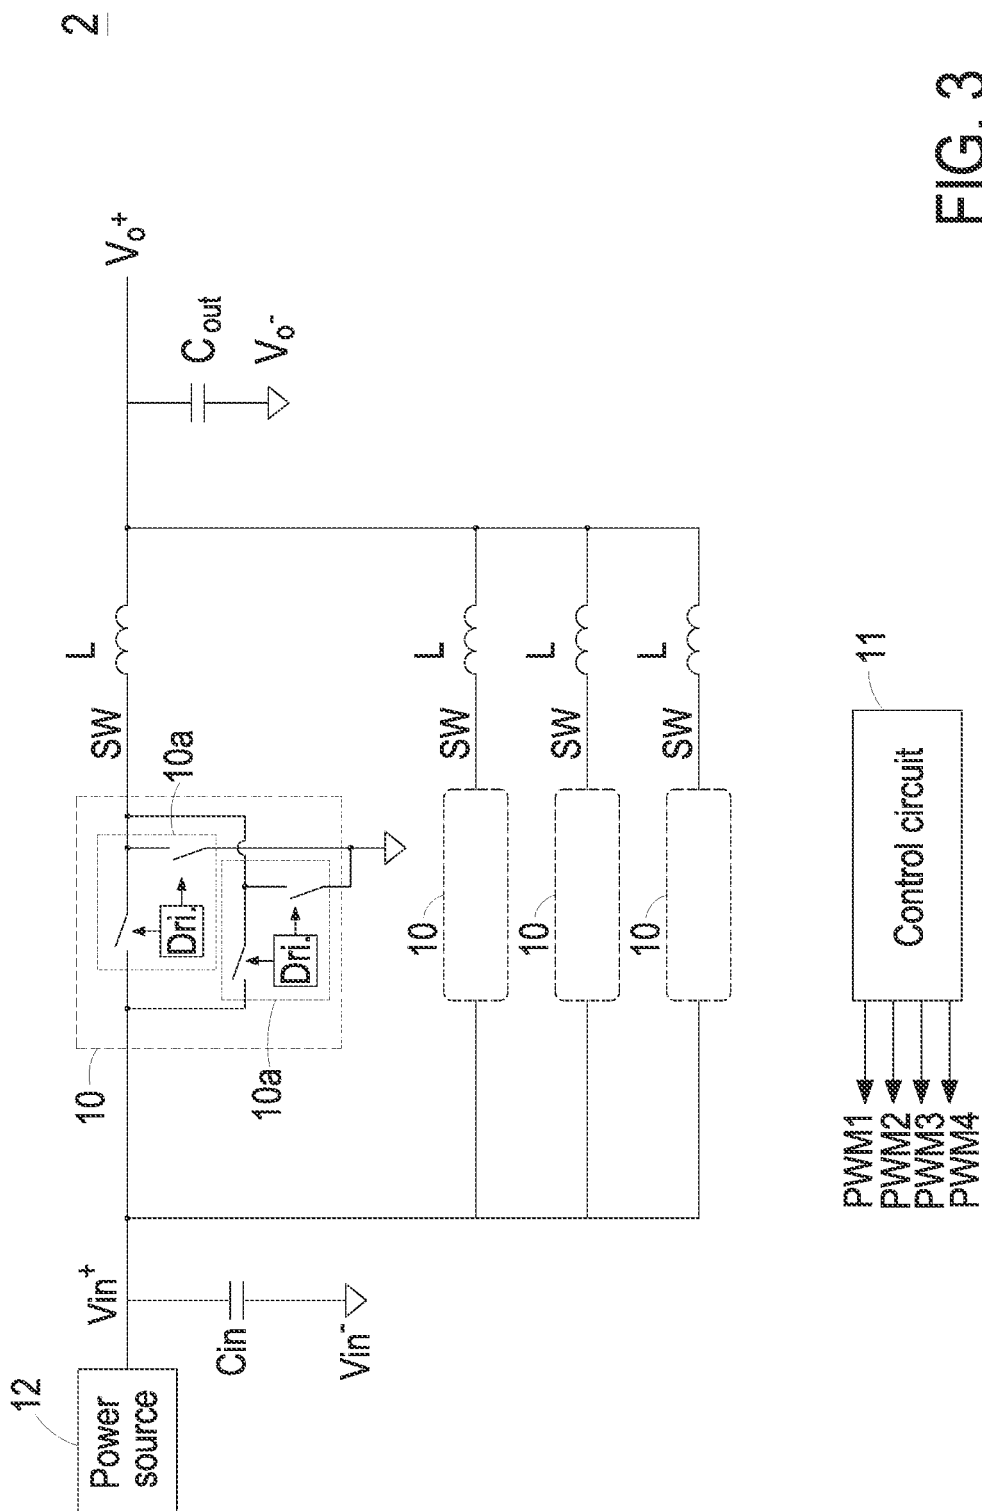 2
12
Power
source
Vin+
Cin
Vin-
10
10a
Dri.
Dri.
10a
SW
L
Cout
Vo+
Vo-
10
SW
L
10
SW
L
10
SW
L
PWM1
PWM2
PWM3
PWM4
Control circuit
11
FIG. 3